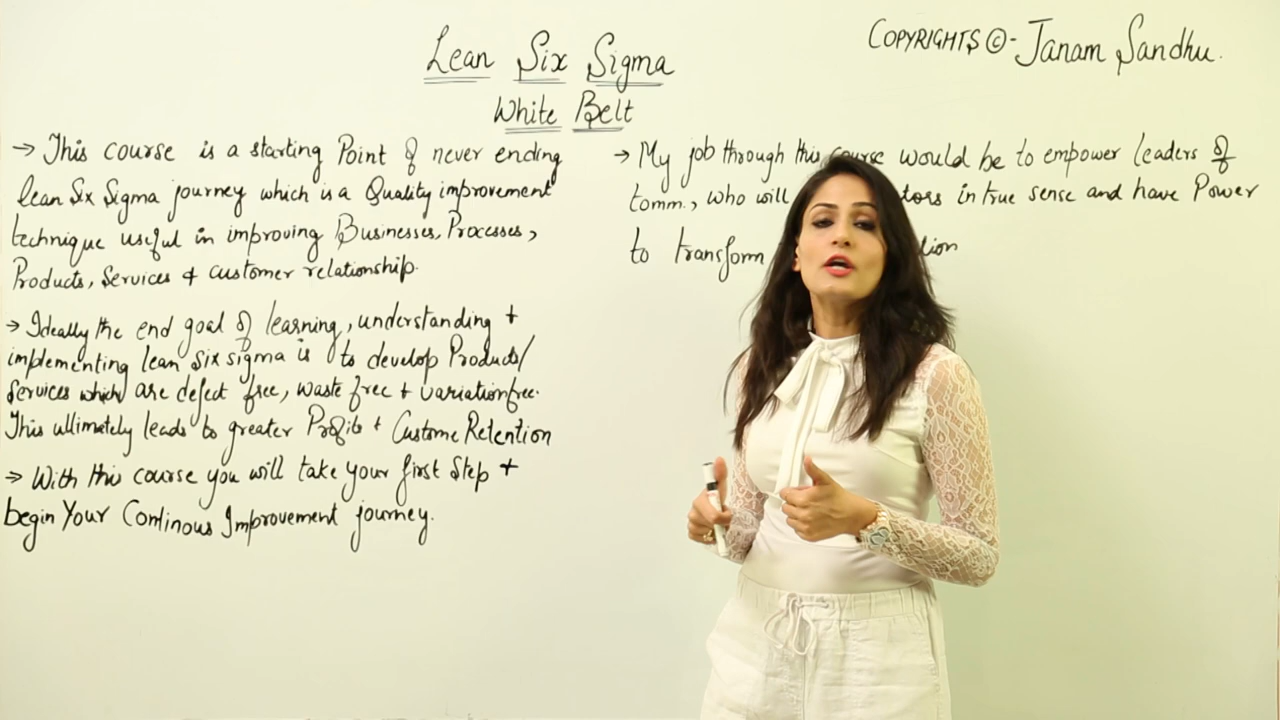 Lean Six Sigma
White Belt
COPYRIGHTS ©- Janam Sandhu.
→ This course is a starting Point of never ending
lean Six Sigma journey which is a Quality improvement
technique useful in improving Businesses, Processes,
Products, Services + customer relationship.
→ Ideally the end goal of learning, understanding +
implementing lean six sigma is to develop Products/
Services which are defect free, waste free + variation free.
This ultimately leads to greater Profits + Custome Retention
→ With this course you will take your first Step +
begin Your Continous Improvement journey.
→ My job through this course would be to empower leaders of
tomm., who will tors in true sense and have Power
to transform tion